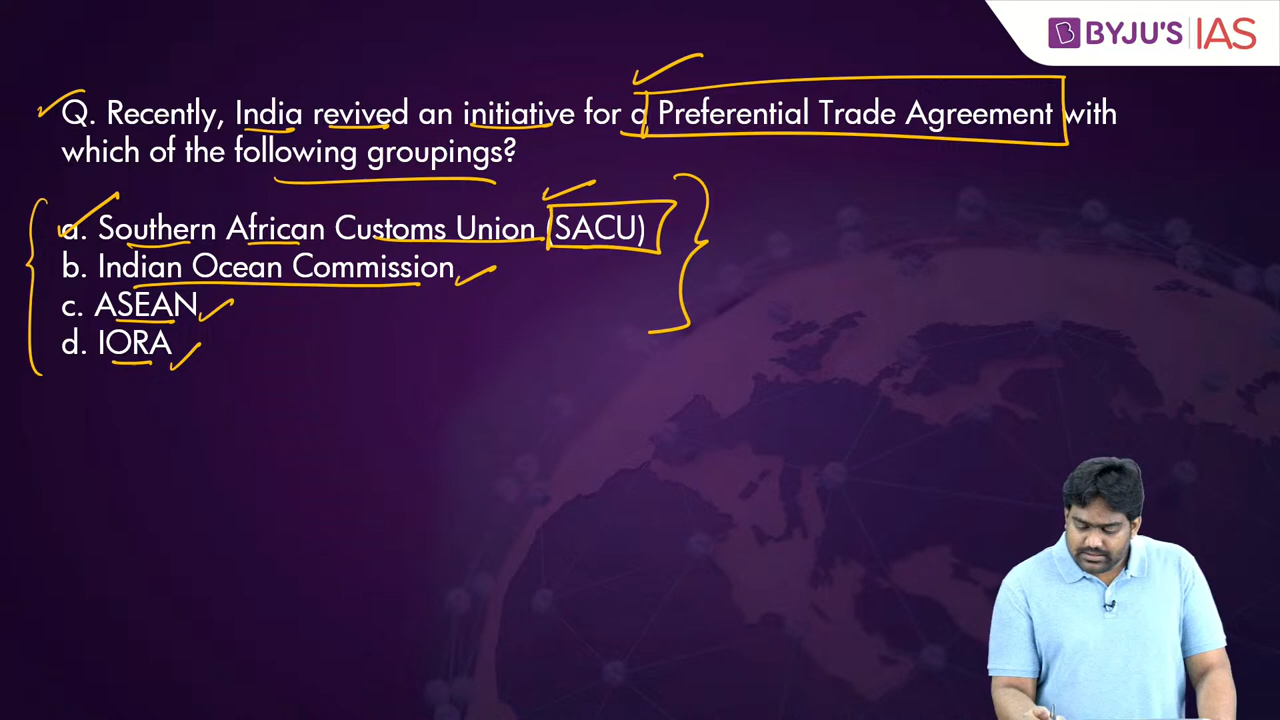 BYJU'S IAS
Q. Recently, India revived an initiative for a Preferential Trade Agreement with
which of the following groupings?
a. Southern African Customs Union (SACU)
b. Indian Ocean Commission
c. ASEAN
d. IORA